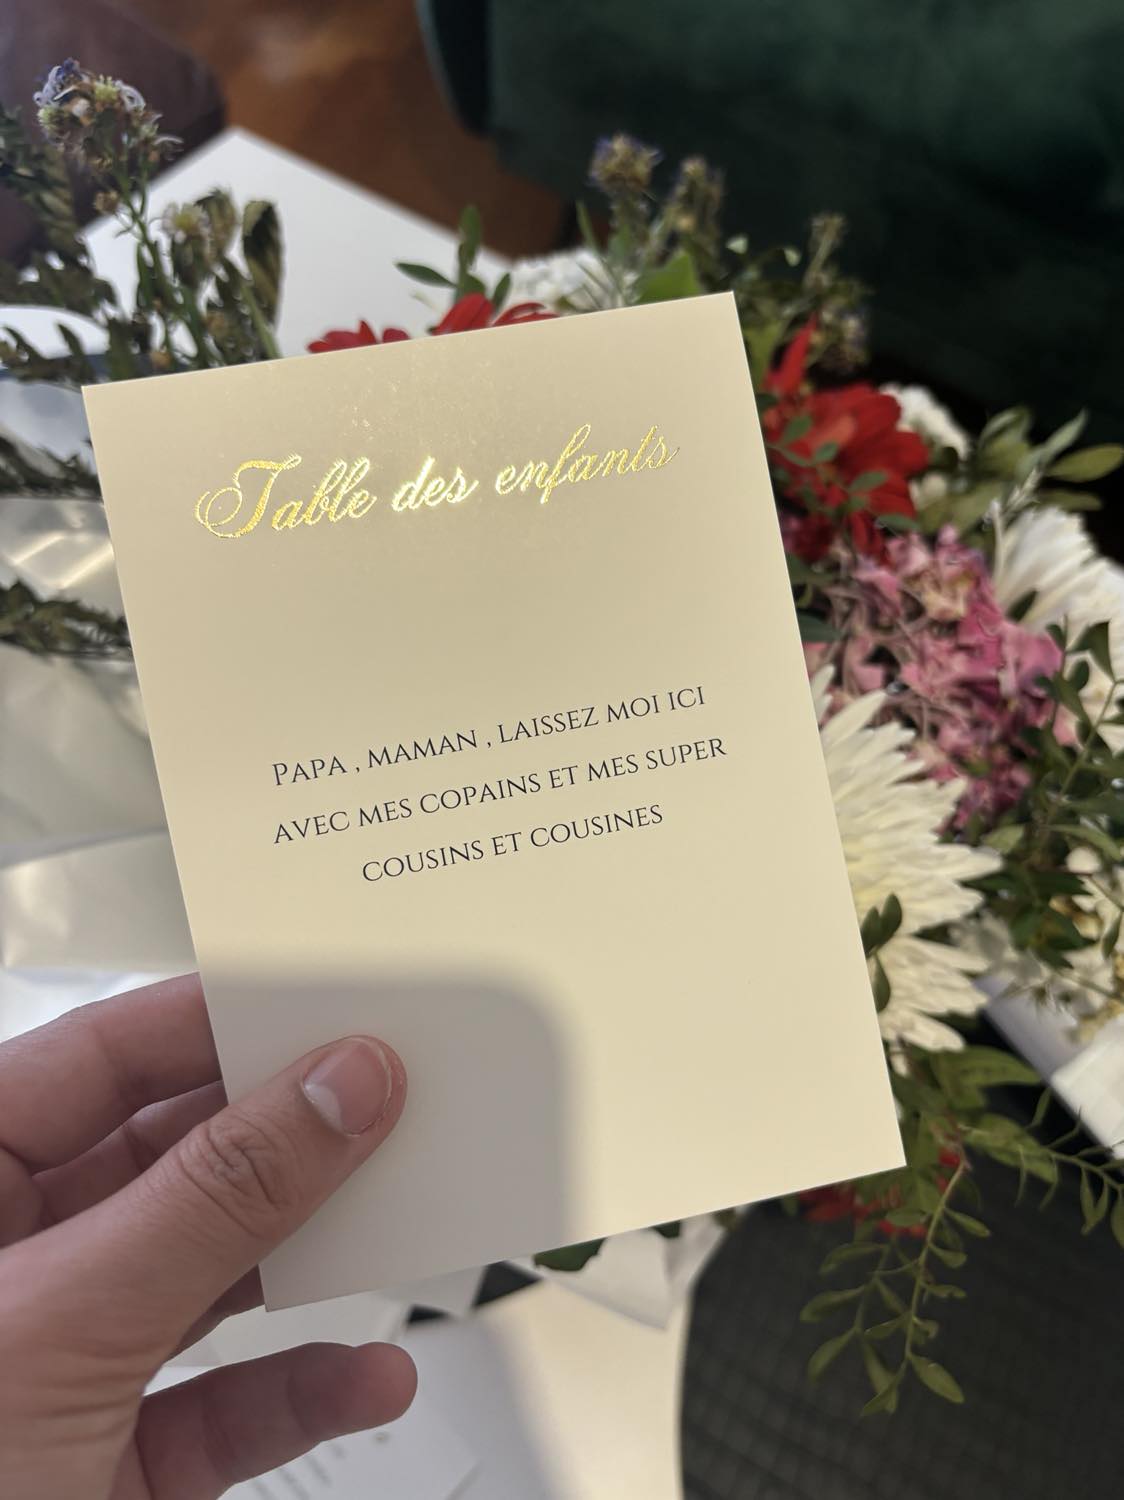 Table des enfants
PAPA , MAMAN , LAISSEZ MOI ICI
AVEC MES COPAINS ET MES SUPER
COUSINS ET COUSINES